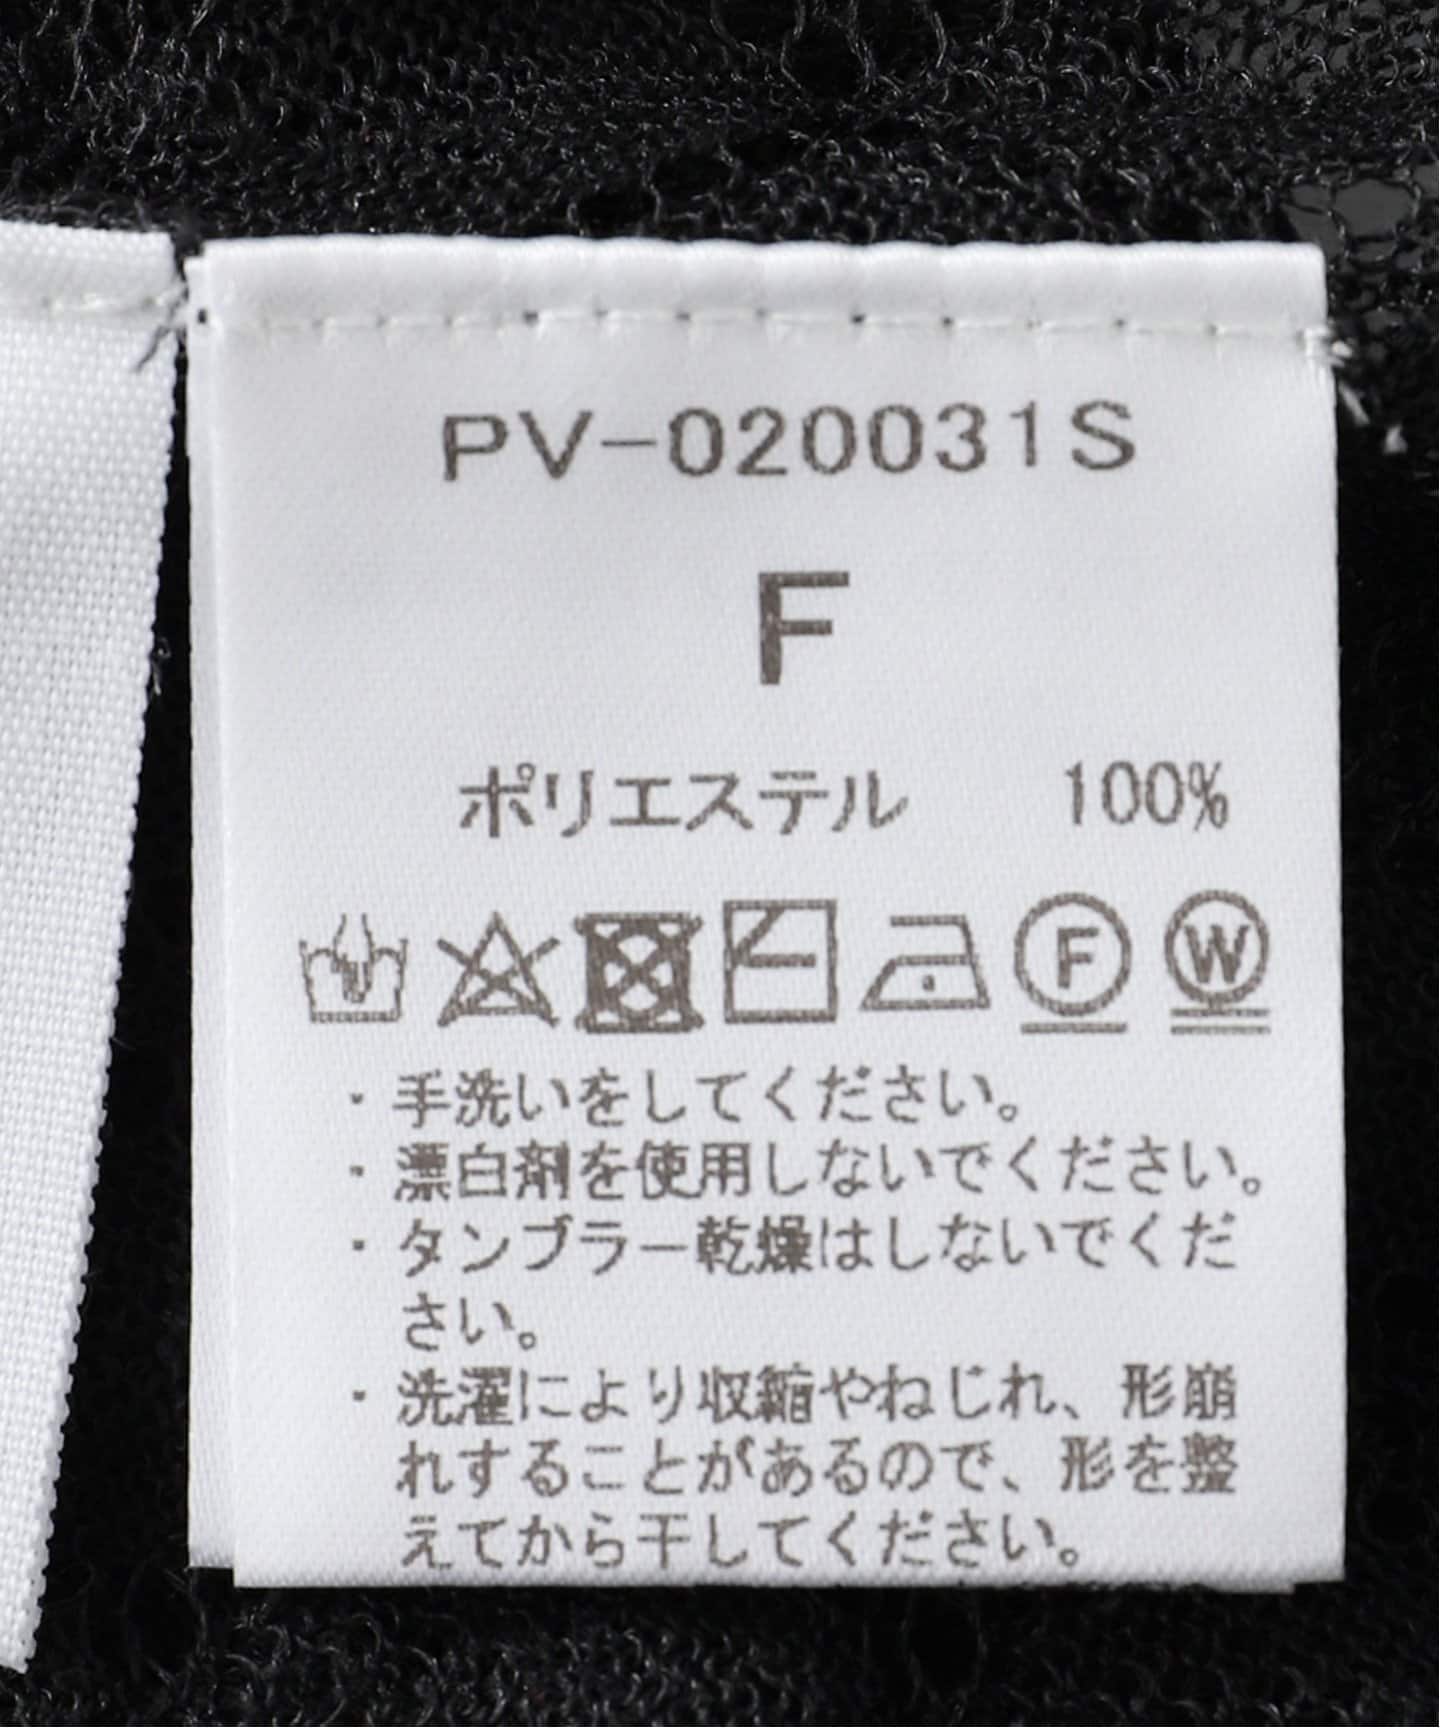 PV-020031S
F
ポリエステル 100%
F W
・手洗いをしてください。
・漂白剤を使用しないでください。
・タンブラー乾燥はしないでくだ
さい。
・洗濯により収縮やねじれ、形崩
れすることがあるので、形を整
えてから干してください。